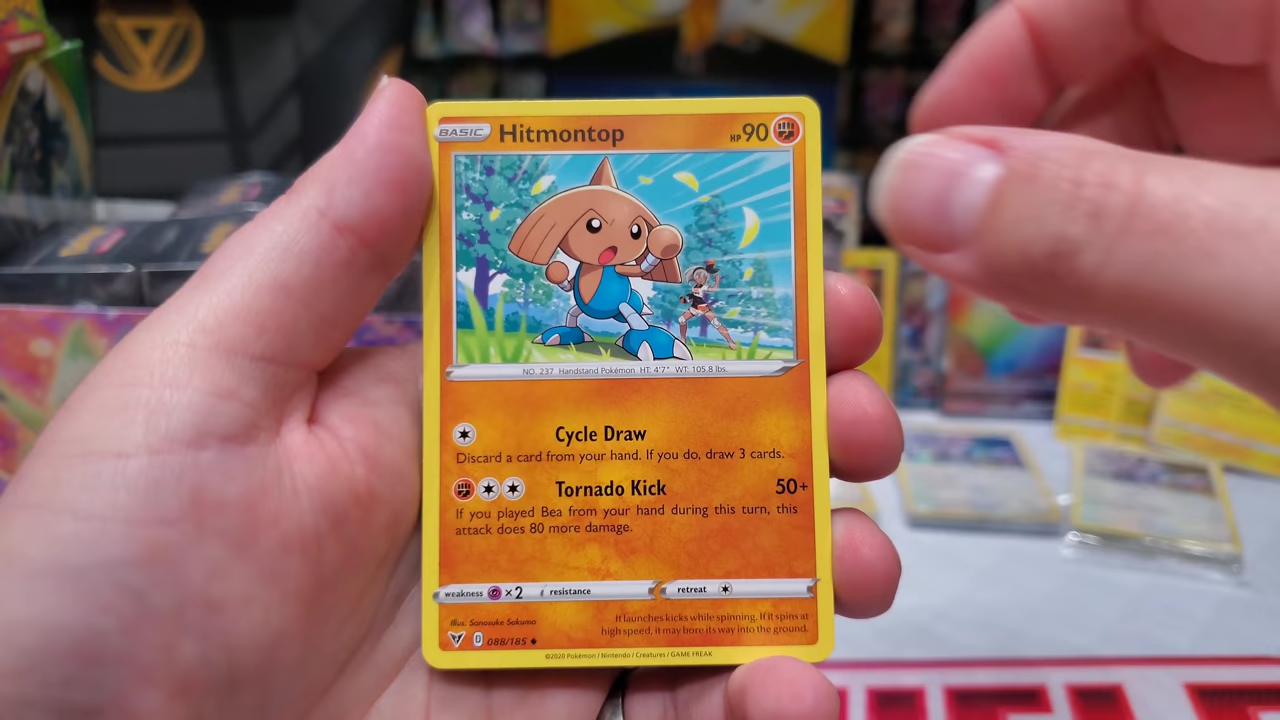 BASIC Hitmontop HP 90
NO. 237 Handstand Pokémon HT: 4'7" WT: 105.8 lbs.
Cycle Draw
Discard a card from your hand. If you do, draw 3 cards.
Tornado Kick 50+
If you played Bea from your hand during this turn, this
attack does 80 more damage.
weakness ×2 resistance retreat
Illus. Sanosuke Sakuma
It launches kicks while spinning. If it spins at
high speed, it may bore its way into the ground.
D 088/185
©2020 Pokémon / Nintendo / Creatures / GAME FREAK